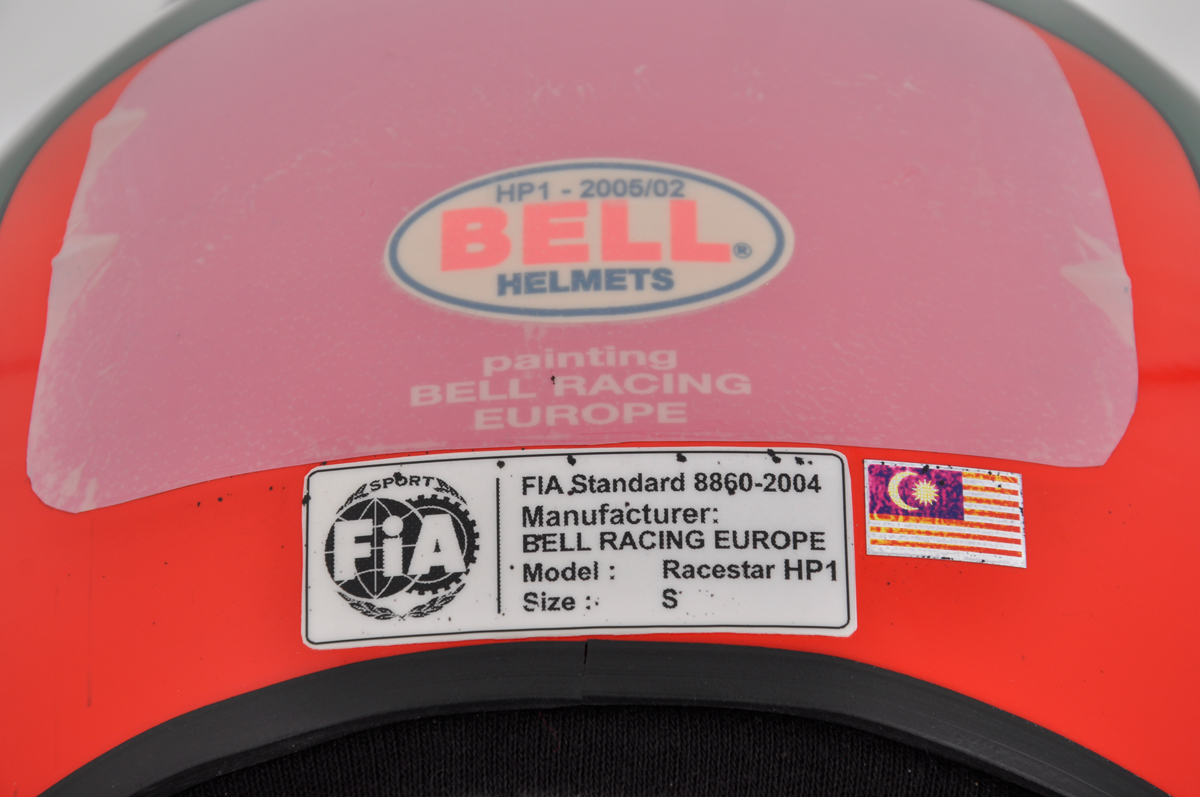 HP1 - 2005/02
BELL®
HELMETS
painting
BELL RACING
EUROPE
SPORT
FiA
FIA Standard 8860-2004
Manufacturer:
BELL RACING EUROPE
Model : Racestar HP1
Size : S